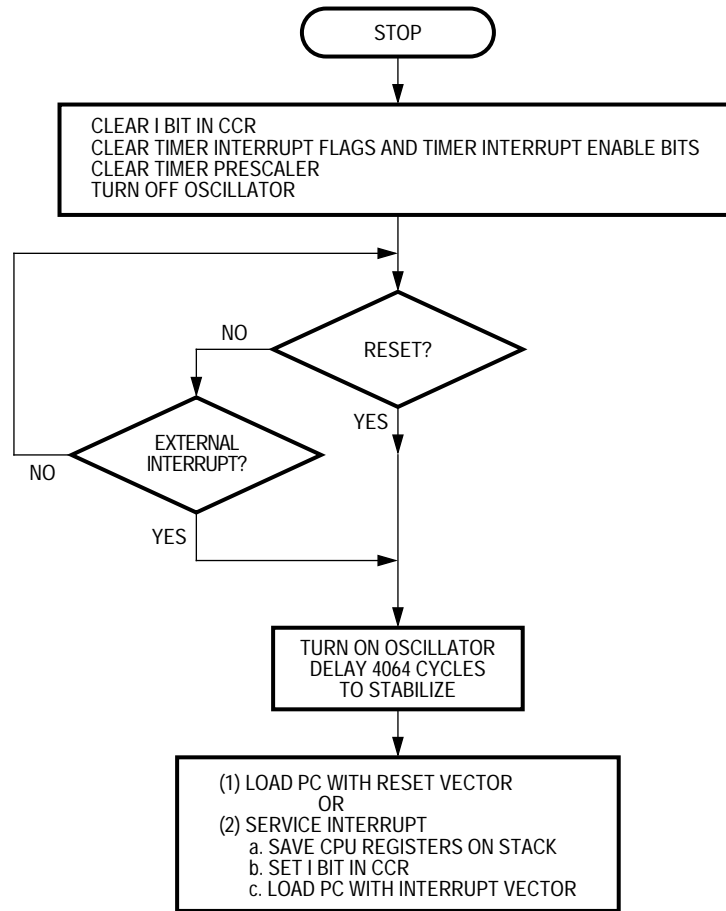 STOP
CLEAR I BIT IN CCR
CLEAR TIMER INTERRUPT FLAGS AND TIMER INTERRUPT ENABLE BITS
CLEAR TIMER PRESCALER
TURN OFF OSCILLATOR
RESET?
NO
YES
EXTERNAL
INTERRUPT?
NO
YES
TURN ON OSCILLATOR
DELAY 4064 CYCLES
TO STABILIZE
(1) LOAD PC WITH RESET VECTOR
OR
(2) SERVICE INTERRUPT
a. SAVE CPU REGISTERS ON STACK
b. SET I BIT IN CCR
c. LOAD PC WITH INTERRUPT VECTOR